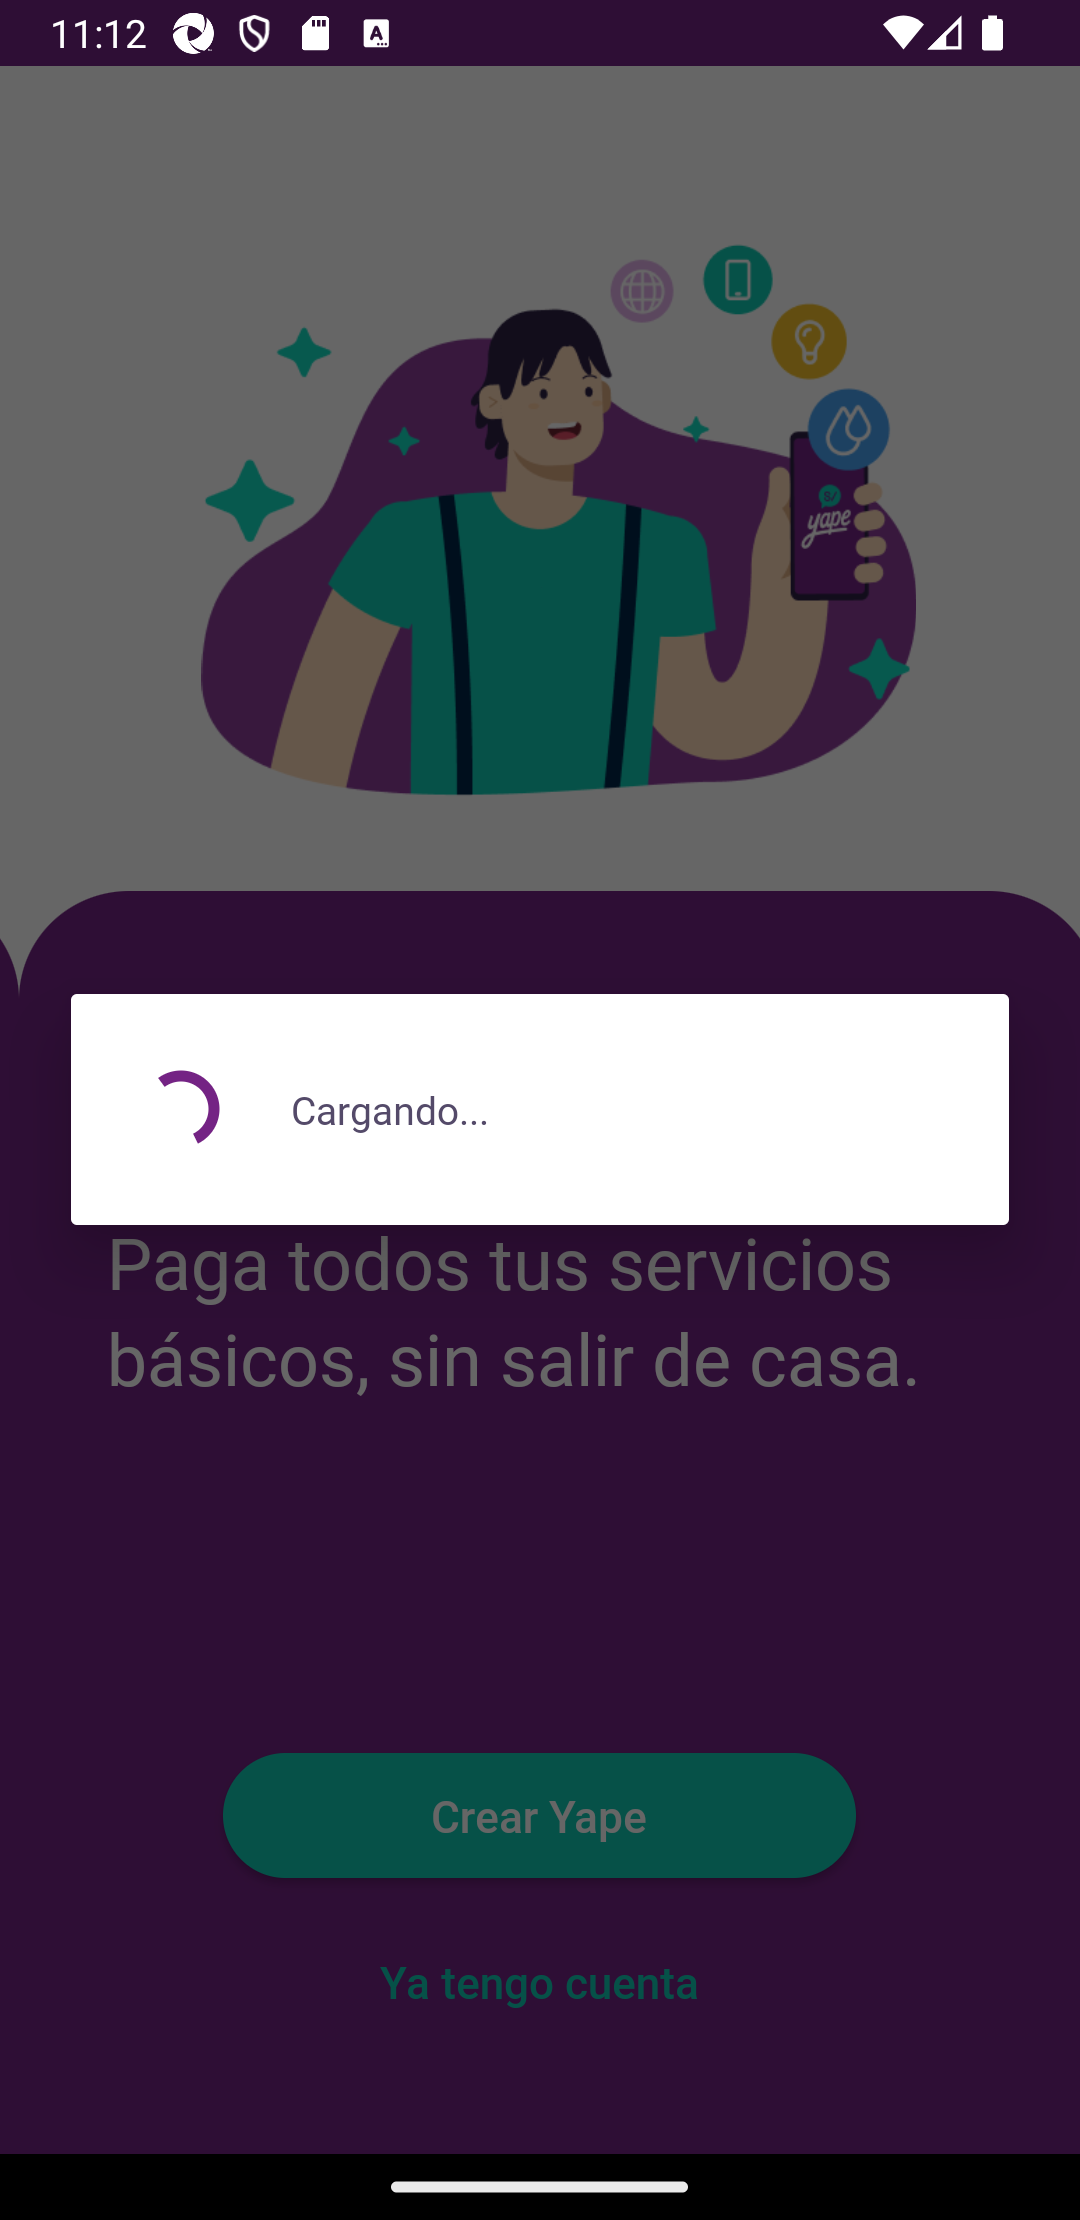 11:12
A
S/
yape
Cargando...
Paga todos tus servicios
básicos, sin salir de casa.
Crear Yape
Ya tengo cuenta